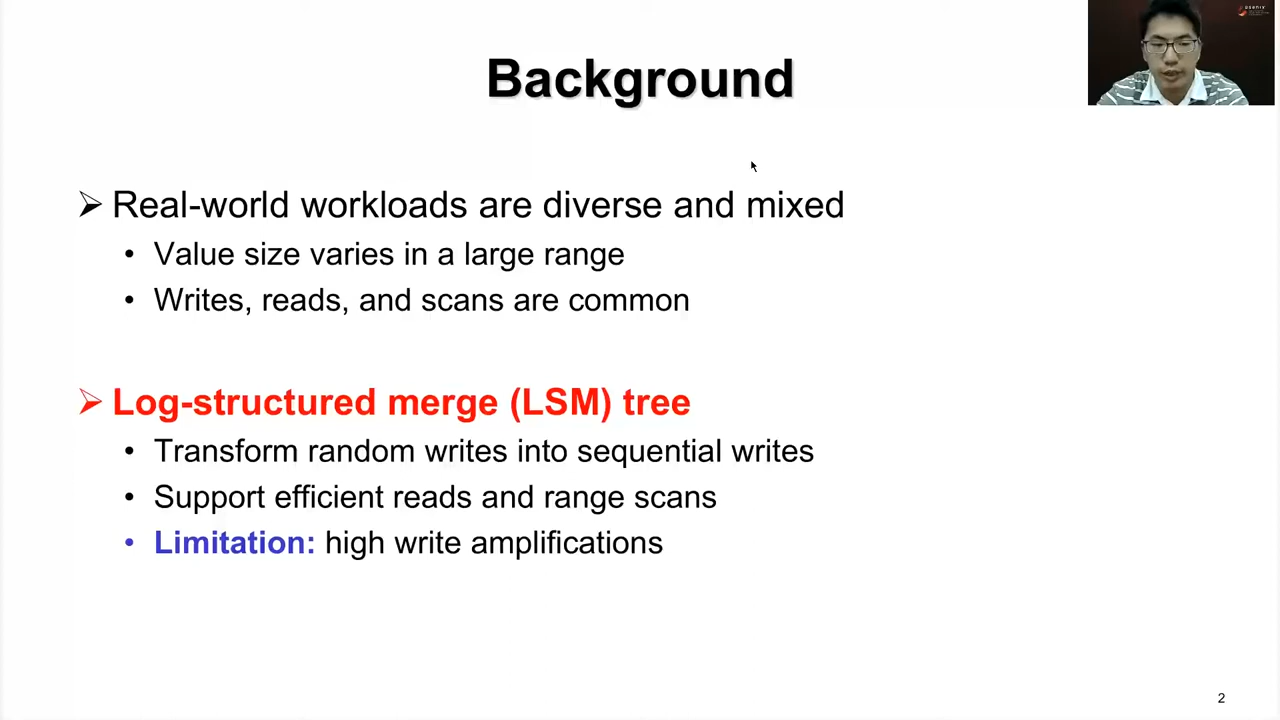 usenix
Background
Real-world workloads are diverse and mixed
• Value size varies in a large range
• Writes, reads, and scans are common
Log-structured merge (LSM) tree
• Transform random writes into sequential writes
• Support efficient reads and range scans
• Limitation: high write amplifications
2